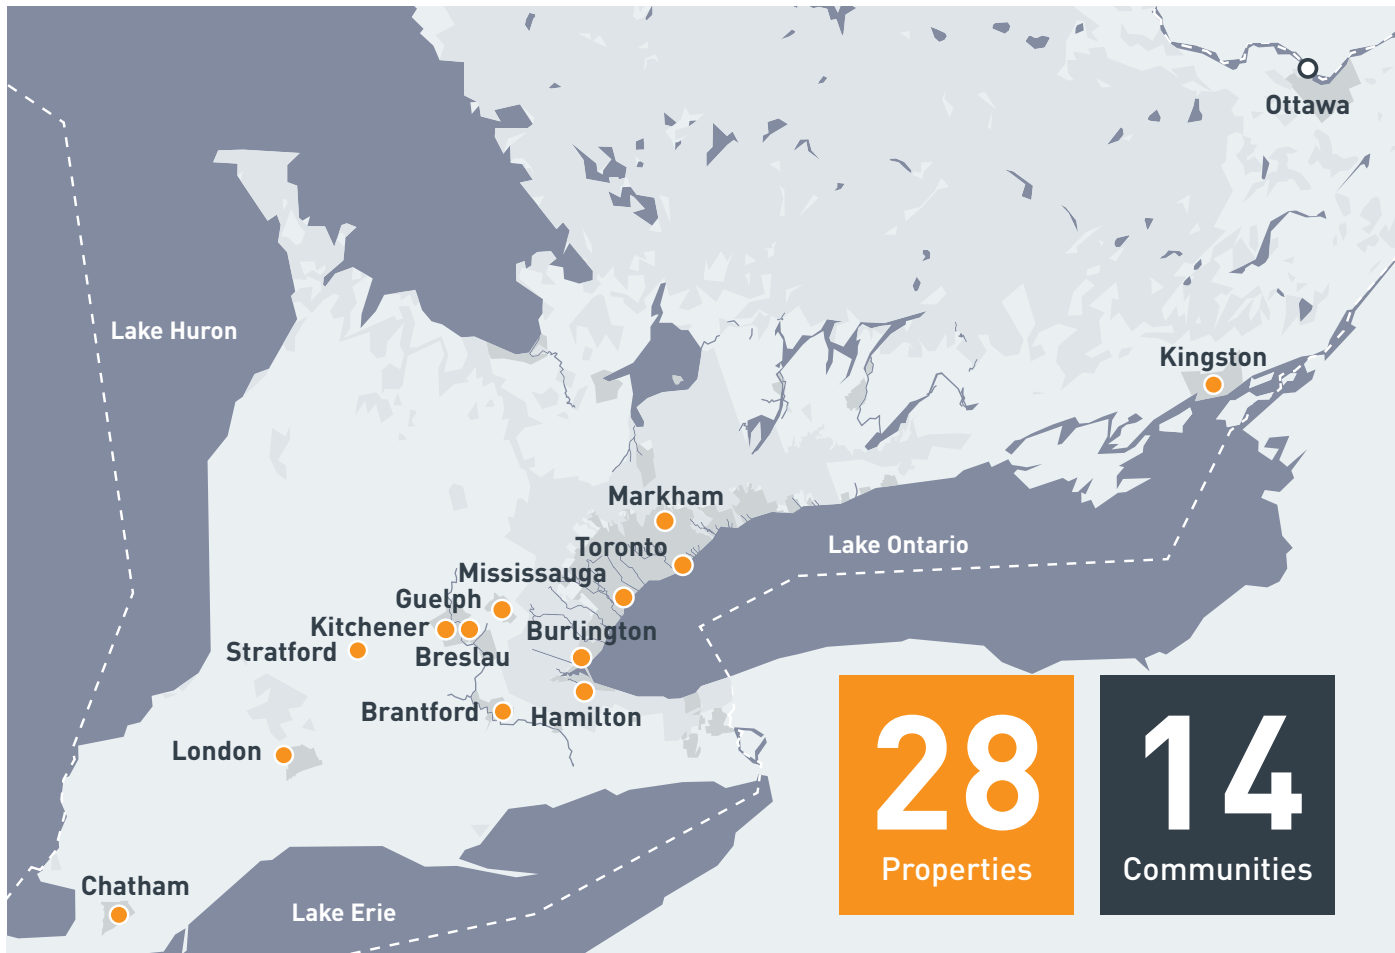 Ottawa
Lake Huron
Kingston
Markham
Lake Ontario
Toronto
Mississauga
Guelph
Kitchener
Burlington
Stratford
Breslau
Brantford
Hamilton
London
28
Properties
14
Communities
Chatham
Lake Erie